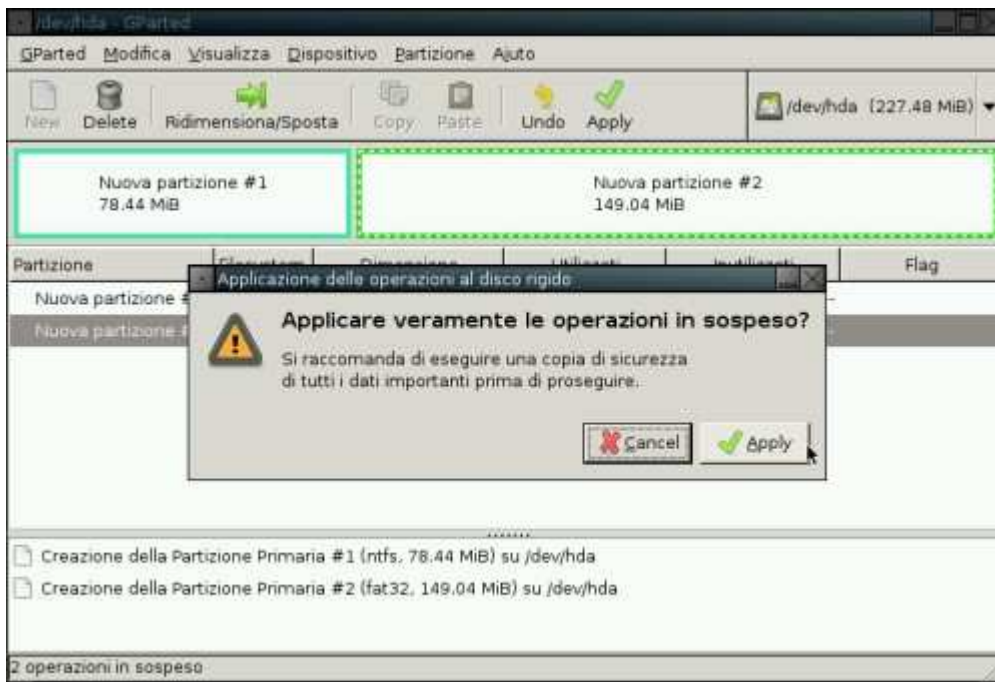 /dev/hda - GParted
GParted Modifica Visualizza Dispositivo Partizione Aiuto
New Delete Ridimensiona/Sposta Copy Paste Undo Apply /dev/hda (227.48 MiB)
Nuova partizione #1
78.44 MiB
Nuova partizione #2
149.04 MiB
Partizione Filesystem Dimensione Utilizzati Inutilizzati Flag
Nuova partizione #
Nuova partizione #
Applicazione delle operazioni al disco rigido
Applicare veramente le operazioni in sospeso?
Si raccomanda di eseguire una copia di sicurezza
di tutti i dati importanti prima di proseguire.
Cancel Apply
Creazione della Partizione Primaria #1 (ntfs, 78.44 MiB) su /dev/hda
Creazione della Partizione Primaria #2 (fat32, 149.04 MiB) su /dev/hda
2 operazioni in sospeso